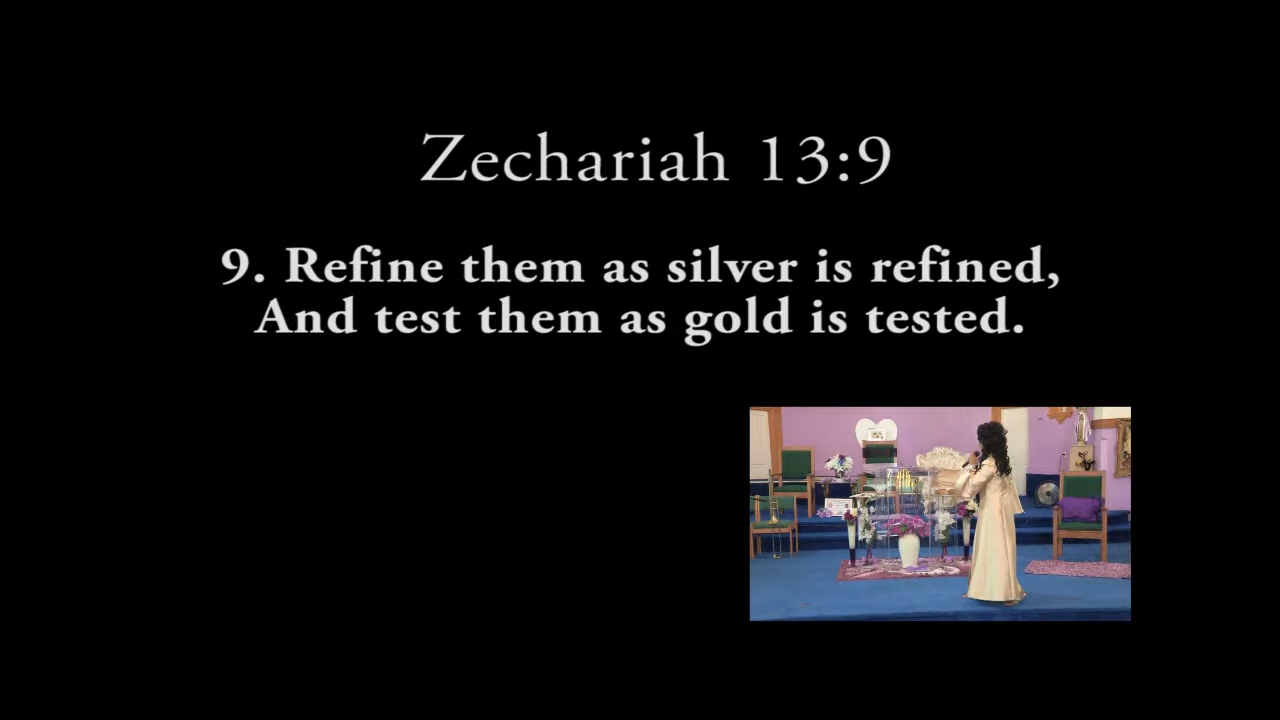 Zechariah 13:9
9. Refine them as silver is refined,
And test them as gold is tested.